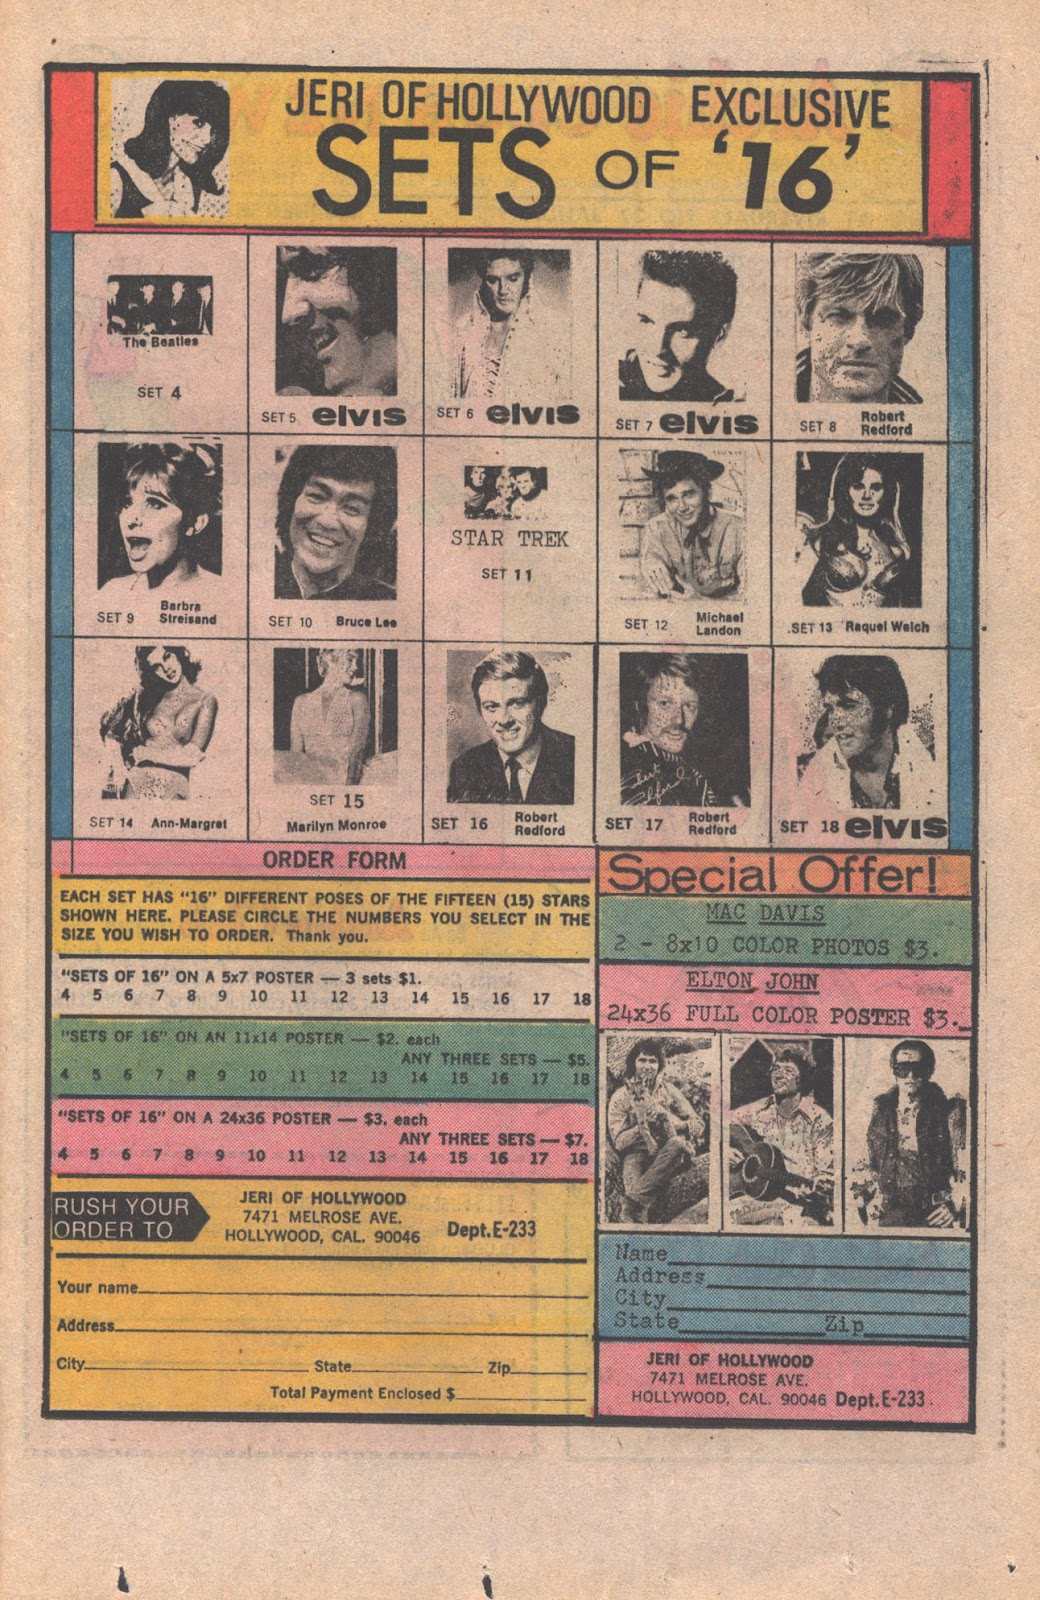 JERI OF HOLLYWOOD EXCLUSIVE
SETS OF '16'
The Beatles
SET 4
SET 5 elvis
SET 6 elvis
SET 7 elvis
SET 8 Robert
Redford
SET 9 Barbra
Streisand
SET 10 Bruce Lee
STAR TREK
SET 11
SET 12 Michael
Landon
SET 13 Raquel Welch
SET 14 Ann-Margret
SET 15
Marilyn Monroe
SET 16 Robert
Redford
SET 17 Robert
Redford
SET 18 elvis
ORDER FORM
EACH SET HAS "16" DIFFERENT POSES OF THE FIFTEEN (15) STARS
SHOWN HERE. PLEASE CIRCLE THE NUMBERS YOU SELECT IN THE
SIZE YOU WISH TO ORDER. Thank you.
"SETS OF 16" ON A 5x7 POSTER — 3 sets $1.
4 5 6 7 8 9 10 11 12 13 14 15 16 17 18
"SETS OF 16" ON AN 11x14 POSTER — $2. each
ANY THREE SETS — $5.
4 5 6 7 8 9 10 11 12 13 14 15 16 17 18
"SETS OF 16" ON A 24x36 POSTER — $3. each
ANY THREE SETS — $7.
4 5 6 7 8 9 10 11 12 13 14 15 16 17 18
RUSH YOUR
ORDER TO
JERI OF HOLLYWOOD
7471 MELROSE AVE.
HOLLYWOOD, CAL. 90046 Dept.E-233
Your name
Address
City State Zip
Total Payment Enclosed $
Special Offer!
MAC DAVIS
2 - 8x10 COLOR PHOTOS $3.
ELTON JOHN
24x36 FULL COLOR POSTER $3.
Name
Address
City
State Zip
JERI OF HOLLYWOOD
7471 MELROSE AVE.
HOLLYWOOD, CAL. 90046 Dept.E-233